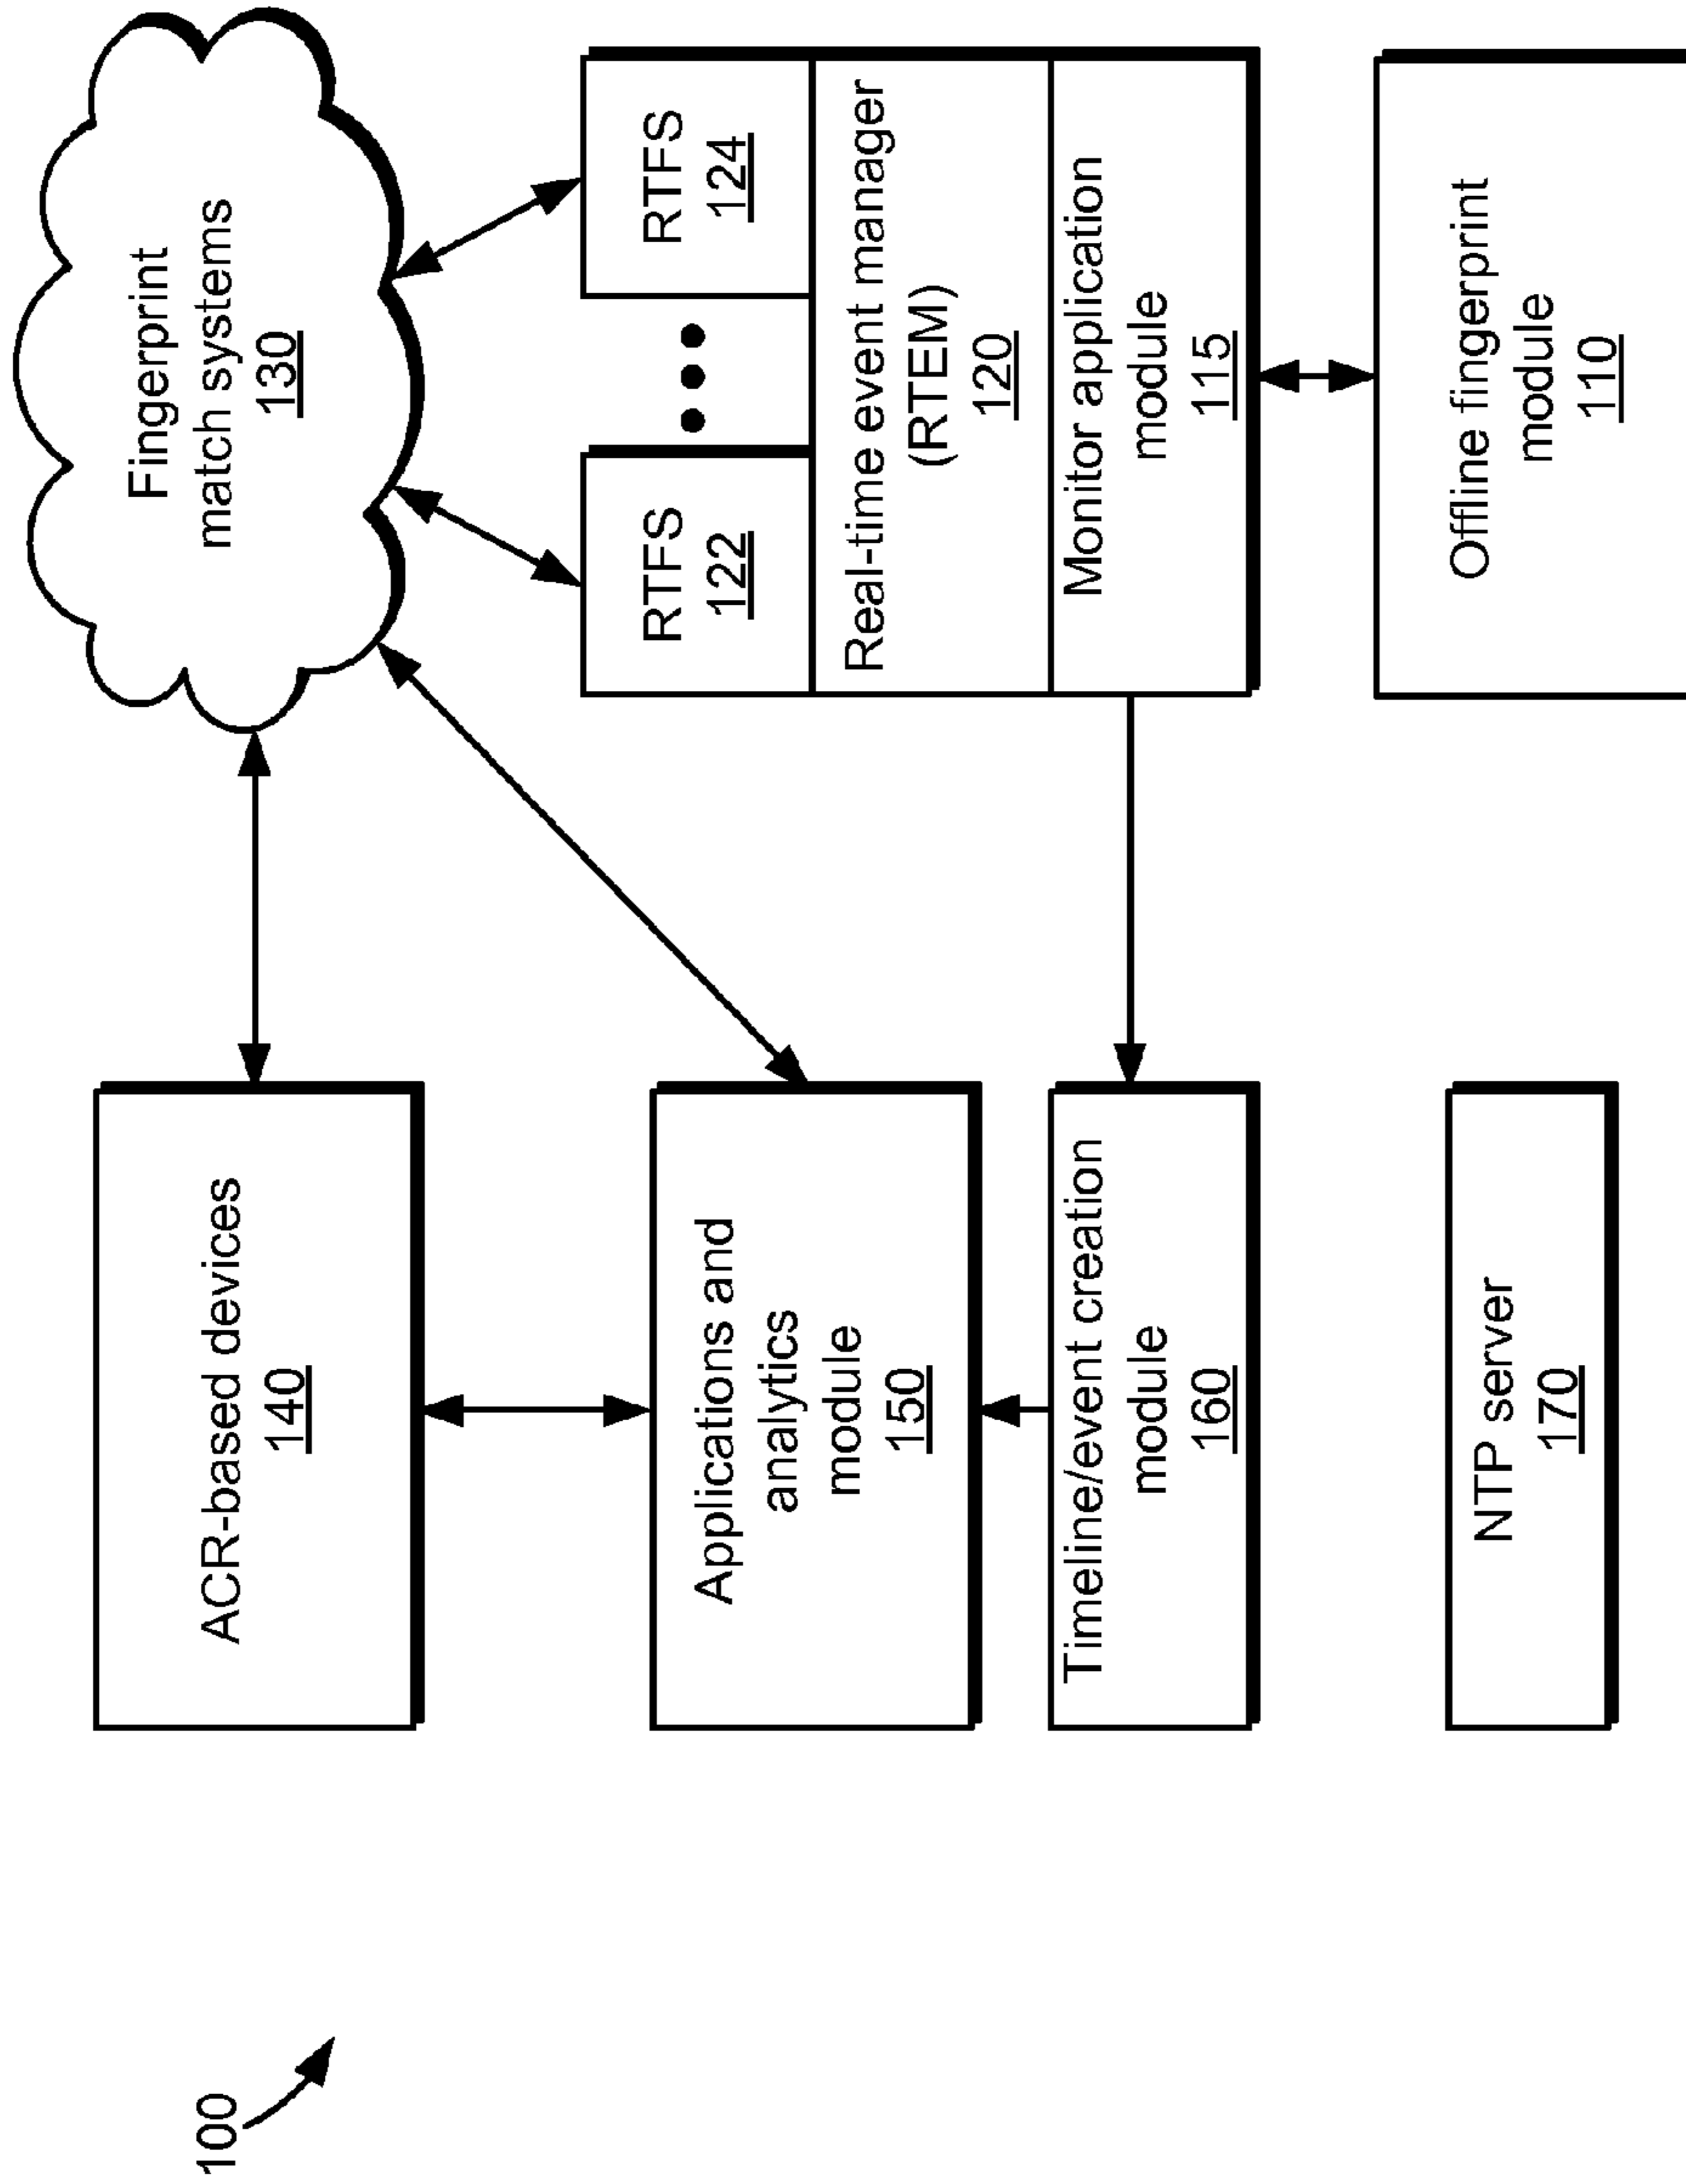 100
ACR-based devices
140
Applications and
analytics
module
150
Timeline/event creation
module
160
NTP server
170
Fingerprint
match systems
130
RTFS
122
RTFS
124
Real-time event manager
(RTEM)
120
Monitor application
module
115
Offline fingerprint
module
110